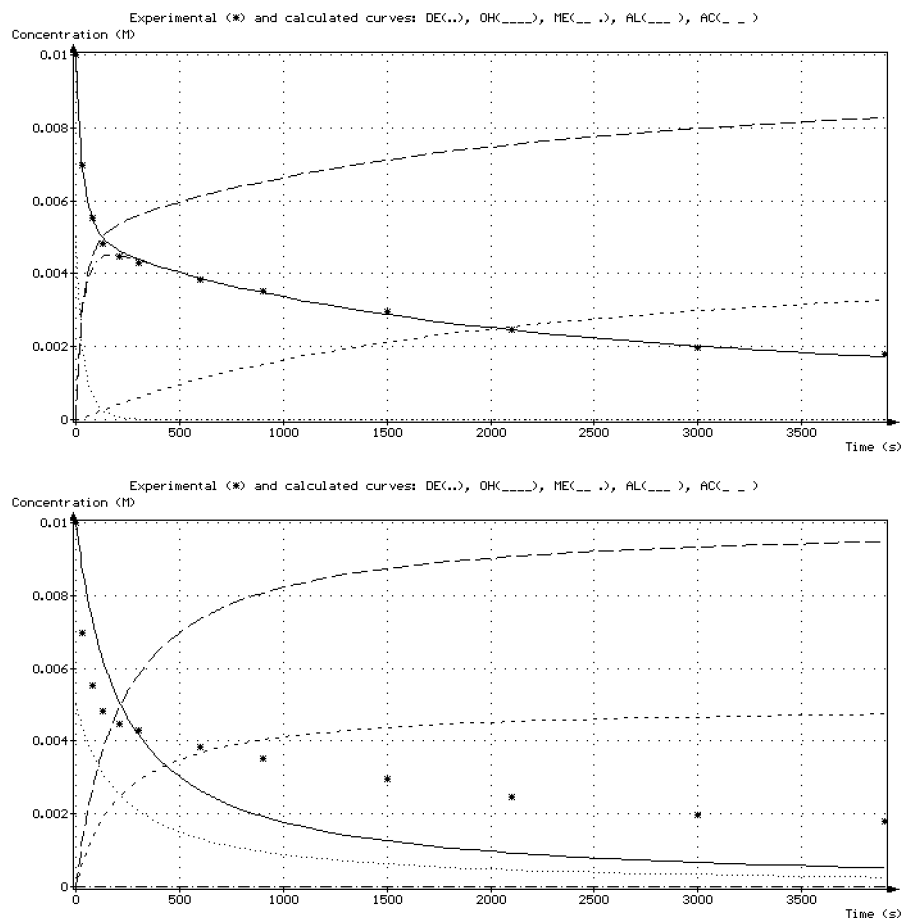 Experimental (*) and calculated curves: DE(..), OH(____), ME(__ .), AL(___ ), AC(_ _ )
Concentration (M)
0.01
0.008
0.006
0.004
0.002
0
0 500 1000 1500 2000 2500 3000 3500
Time (s)
Experimental (*) and calculated curves: DE(..), OH(____), ME(__ .), AL(___ ), AC(_ _ )
Concentration (M)
0.01
0.008
0.006
0.004
0.002
0
0 500 1000 1500 2000 2500 3000 3500
Time (s)